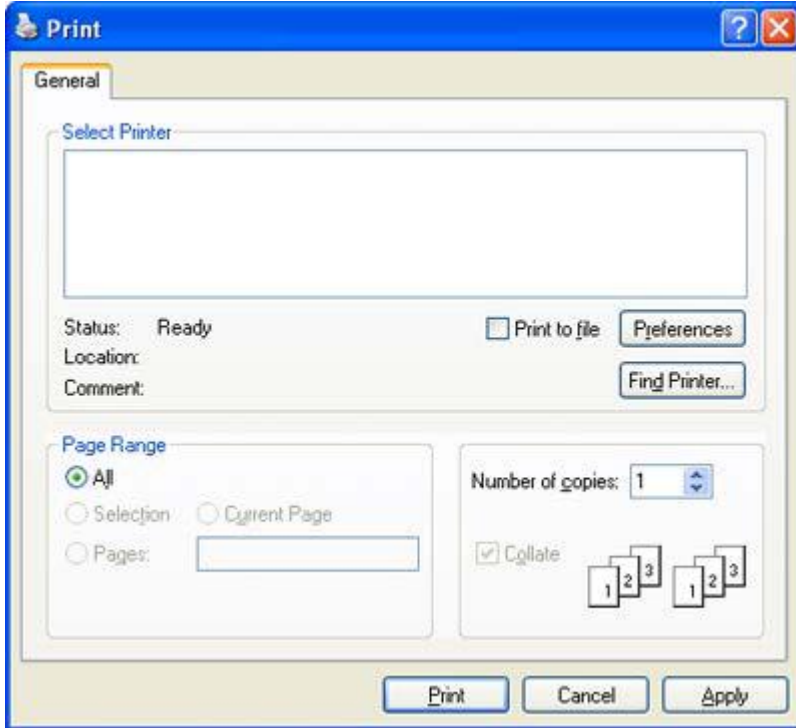 Print
General
Select Printer
Status: Ready
Print to file
Preferences
Location:
Comment:
Find Printer...
Page Range
All
Selection
Current Page
Pages:
Number of copies: 1
Collate
1 2 3 1 2 3
Print
Cancel
Apply